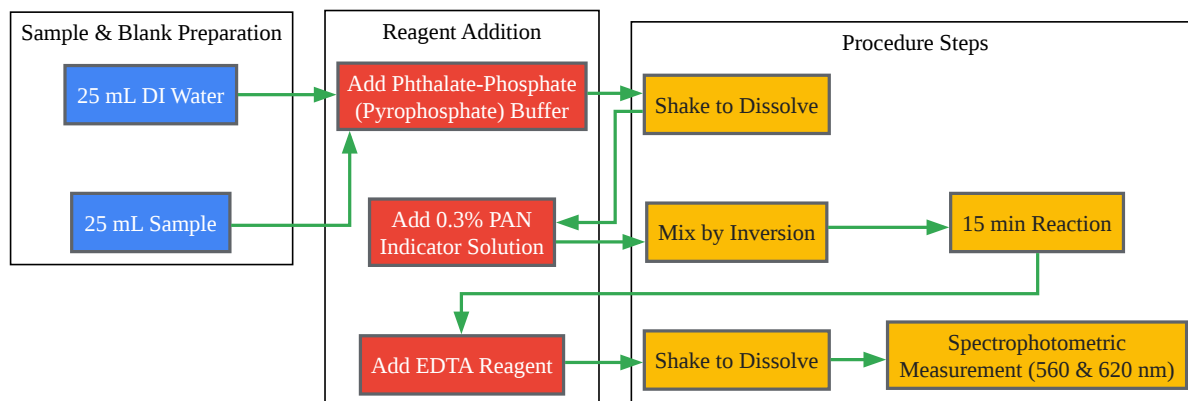 Sample & Blank Preparation
Reagent Addition
Procedure Steps
25 mL DI Water
Add Phthalate-Phosphate
(Pyrophosphate) Buffer
Shake to Dissolve
25 mL Sample
Add 0.3% PAN
Indicator Solution
Mix by Inversion
15 min Reaction
Add EDTA Reagent
Shake to Dissolve
Spectrophotometric
Measurement (560 & 620 nm)